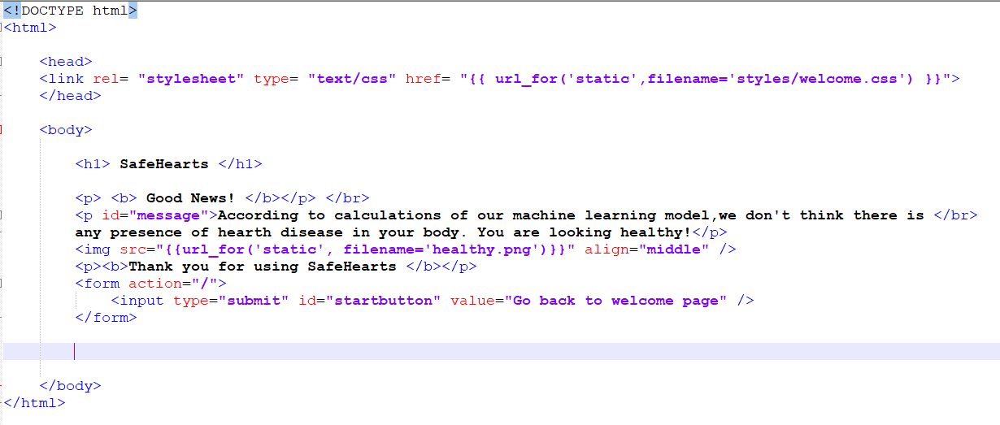 <!DOCTYPE html>
<html>
<head>
<link rel= "stylesheet" type= "text/css" href= "{{ url_for('static',filename='styles/welcome.css') }}">
</head>
<body>
<h1> SafeHearts </h1>
<p> <b> Good News! </b></p> </br>
<p id="message">According to calculations of our machine learning model,we don't think there is </br>
any presence of hearth disease in your body. You are looking healthy!</p>
<img src="{{url_for('static', filename='healthy.png')}}" align="middle" />
<p><b>Thank you for using SafeHearts </b></p>
<form action="/">
<input type="submit" id="startbutton" value="Go back to welcome page" />
</form>
</body>
</html>